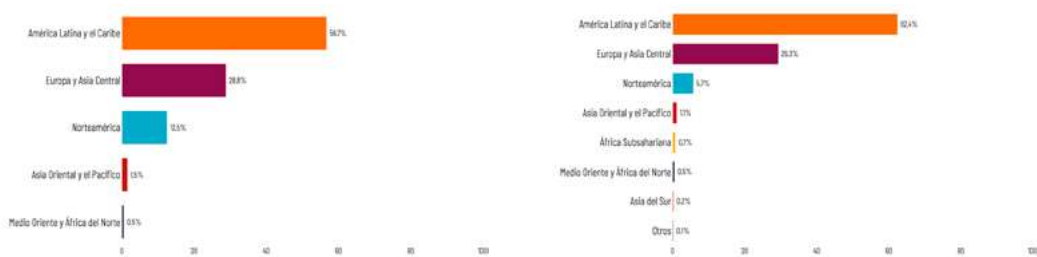 América Latina y el Caribe 56,7%
Europa y Asia Central 28,8%
Norteamérica 12,5%
Asia Oriental y el Pacífico 1,5%
Medio Oriente y África del Norte 0,5%
0 20 40 60 80 100
América Latina y el Caribe 62,4%
Europa y Asia Central 29,3%
Norteamérica 5,7%
Asia Oriental y el Pacífico 1,1%
África Subsahariana 0,7%
Medio Oriente y África del Norte 0,5%
Asia del Sur 0,2%
Otros 0,1%
0 20 40 60 80 100